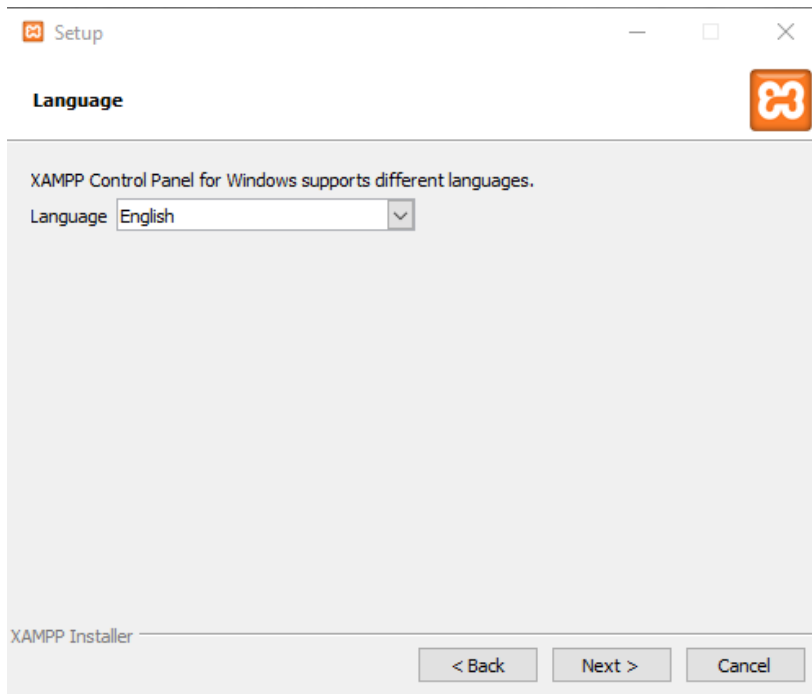 Setup
Language
XAMPP Control Panel for Windows supports different languages.
Language English
XAMPP Installer
< Back Next > Cancel